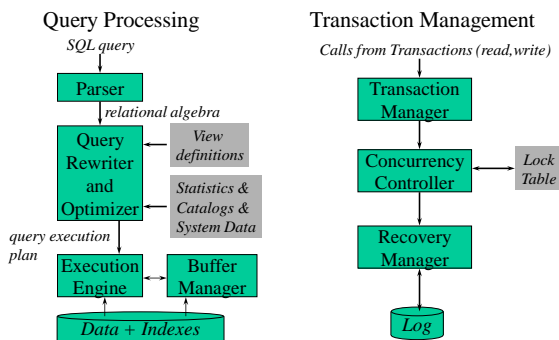 Query Processing
SQL query
Parser
relational algebra
Query
Rewriter
and
Optimizer
View
definitions
Statistics &
Catalogs &
System Data
query execution
plan
Execution
Engine
Buffer
Manager
Data + Indexes
Transaction Management
Calls from Transactions (read,write)
Transaction
Manager
Concurrency
Controller
Lock
Table
Recovery
Manager
Log